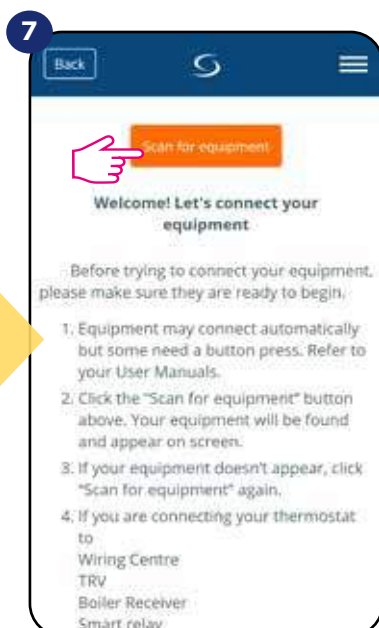 7
Back
Scan for equipment
Welcome! Let's connect your
equipment
Before trying to connect your equipment,
please make sure they are ready to begin.
1. Equipment may connect automatically
but some need a button press. Refer to
your User Manuals.
2. Click the "Scan for equipment" button
above. Your equipment will be found
and appear on screen.
3. If your equipment doesn't appear, click
"Scan for equipment" again.
4. If you are connecting your thermostat
to
Wiring Centre
TRV
Boiler Receiver
Smart relay